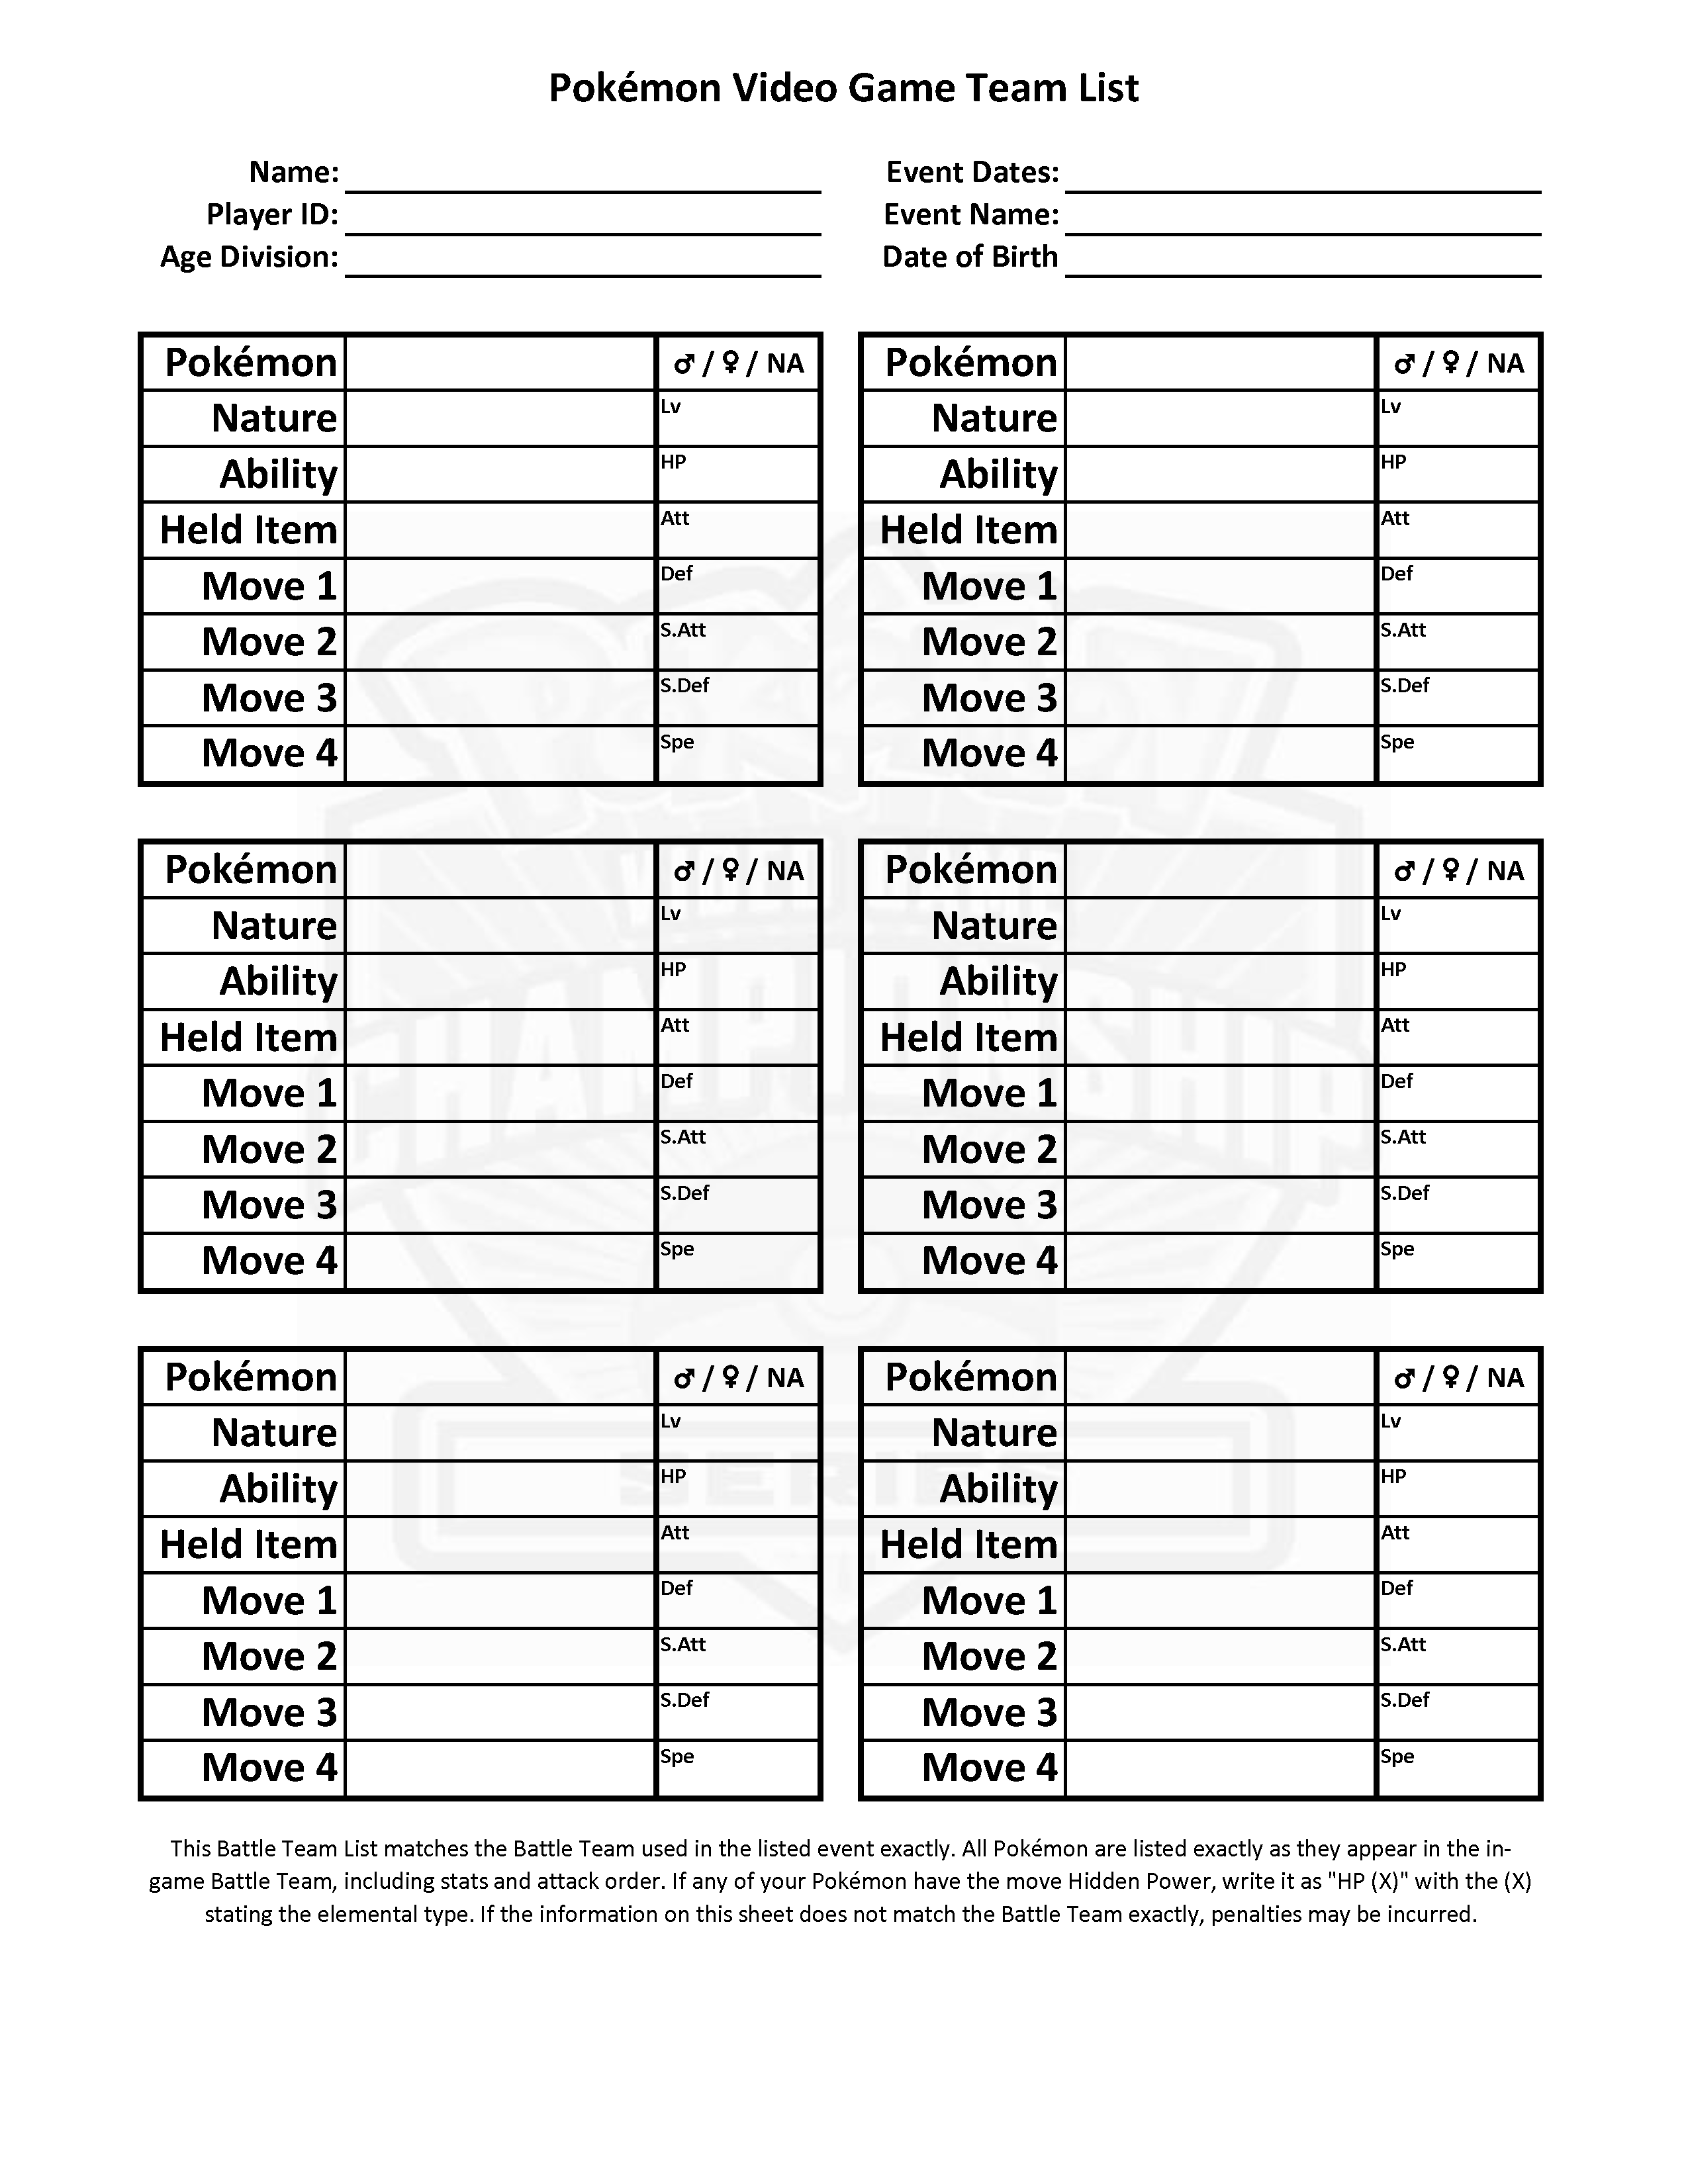 Pokémon Video Game Team List
Name:
Event Dates:
Player ID:
Event Name:
Age Division:
Date of Birth
Pokémon ♂ / ♀ / NA
Nature Lv
Ability HP
Held Item Att
Move 1 Def
Move 2 S.Att
Move 3 S.Def
Move 4 Spe
Pokémon ♂ / ♀ / NA
Nature Lv
Ability HP
Held Item Att
Move 1 Def
Move 2 S.Att
Move 3 S.Def
Move 4 Spe
Pokémon ♂ / ♀ / NA
Nature Lv
Ability HP
Held Item Att
Move 1 Def
Move 2 S.Att
Move 3 S.Def
Move 4 Spe
Pokémon ♂ / ♀ / NA
Nature Lv
Ability HP
Held Item Att
Move 1 Def
Move 2 S.Att
Move 3 S.Def
Move 4 Spe
Pokémon ♂ / ♀ / NA
Nature Lv
Ability HP
Held Item Att
Move 1 Def
Move 2 S.Att
Move 3 S.Def
Move 4 Spe
Pokémon ♂ / ♀ / NA
Nature Lv
Ability HP
Held Item Att
Move 1 Def
Move 2 S.Att
Move 3 S.Def
Move 4 Spe
This Battle Team List matches the Battle Team used in the listed event exactly. All Pokémon are listed exactly as they appear in the in-
game Battle Team, including stats and attack order. If any of your Pokémon have the move Hidden Power, write it as "HP (X)" with the (X)
stating the elemental type. If the information on this sheet does not match the Battle Team exactly, penalties may be incurred.